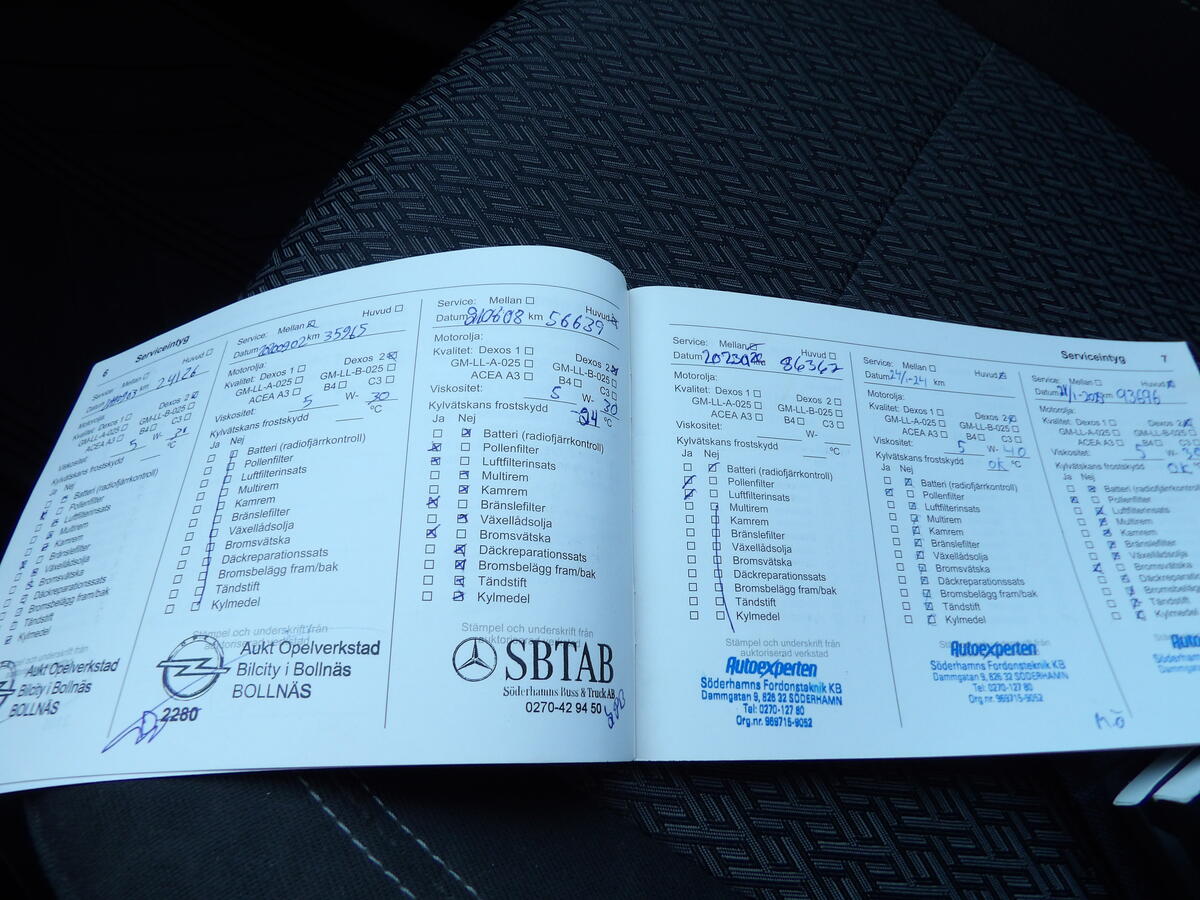 6
Serviceintyg
Mellan Huvud
Datum km 24126
Motorolja:
Kvalitet: Dexos 1 Dexos 2
GM-LL-A-025 GM-LL-B-025
ACEA A3 B4 C3
Viskositet: 5 W-
Kylvätskans frostskydd °C
Ja Nej
Batteri (radiofjärrkontroll)
Pollenfilter
Luftfilterinsats
Multirem
Kamrem
Bränslefilter
Växellådsolja
Bromsvätska
Däckreparationssats
Bromsbelägg fram/bak
Tändstift
Kylmedel
Aukt Opelverkstad
Bilcity i Bollnäs
BOLLNÄS
Service: Mellan Huvud
Datum 20200902 km 35965
Motorolja:
Kvalitet: Dexos 1 Dexos 2
GM-LL-A-025 GM-LL-B-025
ACEA A3 B4 C3
Viskositet: 5 W- 30
Kylvätskans frostskydd °C
Ja Nej
Batteri (radiofjärrkontroll)
Pollenfilter
Luftfilterinsats
Multirem
Kamrem
Bränslefilter
Växellådsolja
Bromsvätska
Däckreparationssats
Bromsbelägg fram/bak
Tändstift
Kylmedel
Stämpel och underskrift från
auktoriserad verkstad
OPEL
Aukt Opelverkstad
Bilcity i Bollnäs
BOLLNÄS
2280
Service: Mellan Huvud
Datum 210608 km 56639
Motorolja:
Kvalitet: Dexos 1 Dexos 2
GM-LL-A-025 GM-LL-B-025
ACEA A3 B4 C3
Viskositet: 5 W- 30
Kylvätskans frostskydd -24 °C
Ja Nej
Batteri (radiofjärrkontroll)
Pollenfilter
Luftfilterinsats
Multirem
Kamrem
Bränslefilter
Växellådsolja
Bromsvätska
Däckreparationssats
Bromsbelägg fram/bak
Tändstift
Kylmedel
Stämpel och underskrift från
auktoriserad verkstad
SBTAB
Söderhamns Buss & Truck AB
0270-42 94 50
Serviceintyg 7
Service: Mellan Huvud
Datum km 86367
Motorolja:
Kvalitet: Dexos 1 Dexos 2
GM-LL-A-025 GM-LL-B-025
ACEA A3 B4 C3
Viskositet: W-
Kylvätskans frostskydd °C
Ja Nej
Batteri (radiofjärrkontroll)
Pollenfilter
Luftfilterinsats
Multirem
Kamrem
Bränslefilter
Växellådsolja
Bromsvätska
Däckreparationssats
Bromsbelägg fram/bak
Tändstift
Kylmedel
Stämpel och underskrift från
auktoriserad verkstad
Autoexperten
Söderhamns Fordonsteknik KB
Dammgatan 9, 826 32 SÖDERHAMN
Tel: 0270-127 80
Org.nr. 969715-9052
Service: Mellan Huvud
Datum 24/1-24 km
Motorolja:
Kvalitet: Dexos 1 Dexos 2
GM-LL-A-025 GM-LL-B-025
ACEA A3 B4 C3
Viskositet: 5 W- 40
Kylvätskans frostskydd OK °C
Ja Nej
Batteri (radiofjärrkontroll)
Pollenfilter
Luftfilterinsats
Multirem
Kamrem
Bränslefilter
Växellådsolja
Bromsvätska
Däckreparationssats
Bromsbelägg fram/bak
Tändstift
Kylmedel
Autoexperten
Söderhamns Fordonsteknik KB
Dammgatan 9, 826 32 SÖDERHAMN
Tel: 0270-127 80
Org.nr. 969715-9052
Service: Mellan Huvud
Datum km 93696
Motorolja:
Kvalitet: Dexos 1 Dexos 2
GM-LL-A-025 GM-LL-B-025
ACEA A3 B4 C3
Viskositet: 5 W- 30
Kylvätskans frostskydd OK
Ja Nej
Batteri (radiofjärrkontroll)
Pollenfilter
Luftfilterinsats
Multirem
Kamrem
Bränslefilter
Växellådsolja
Bromsvätska
Däckreparationssats
Bromsbelägg fram/bak
Tändstift
Kylmedel
Mö